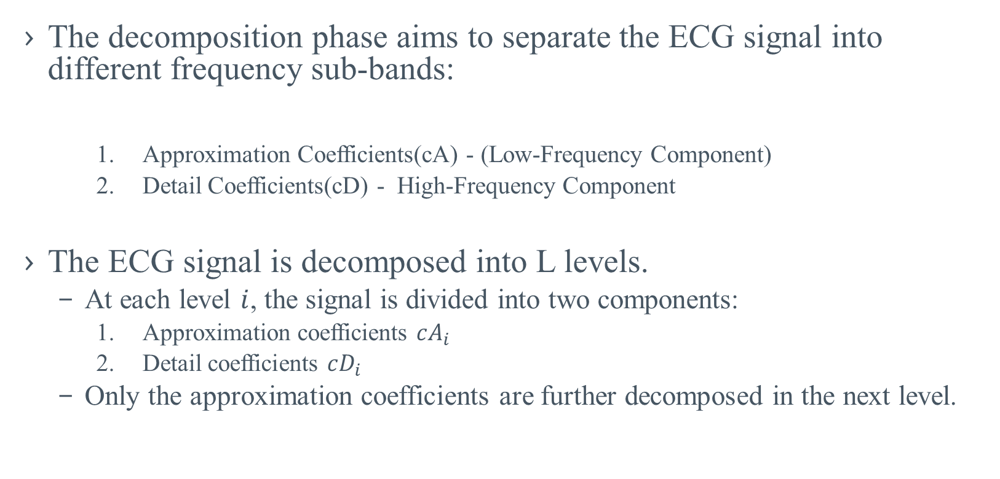 › The decomposition phase aims to separate the ECG signal into
different frequency sub-bands:
1. Approximation Coefficients(cA) - (Low-Frequency Component)
2. Detail Coefficients(cD) - High-Frequency Component
› The ECG signal is decomposed into L levels.
– At each level 𝑖, the signal is divided into two components:
1. Approximation coefficients 𝑐𝐴ᵢ
2. Detail coefficients 𝑐𝐷ᵢ
– Only the approximation coefficients are further decomposed in the next level.